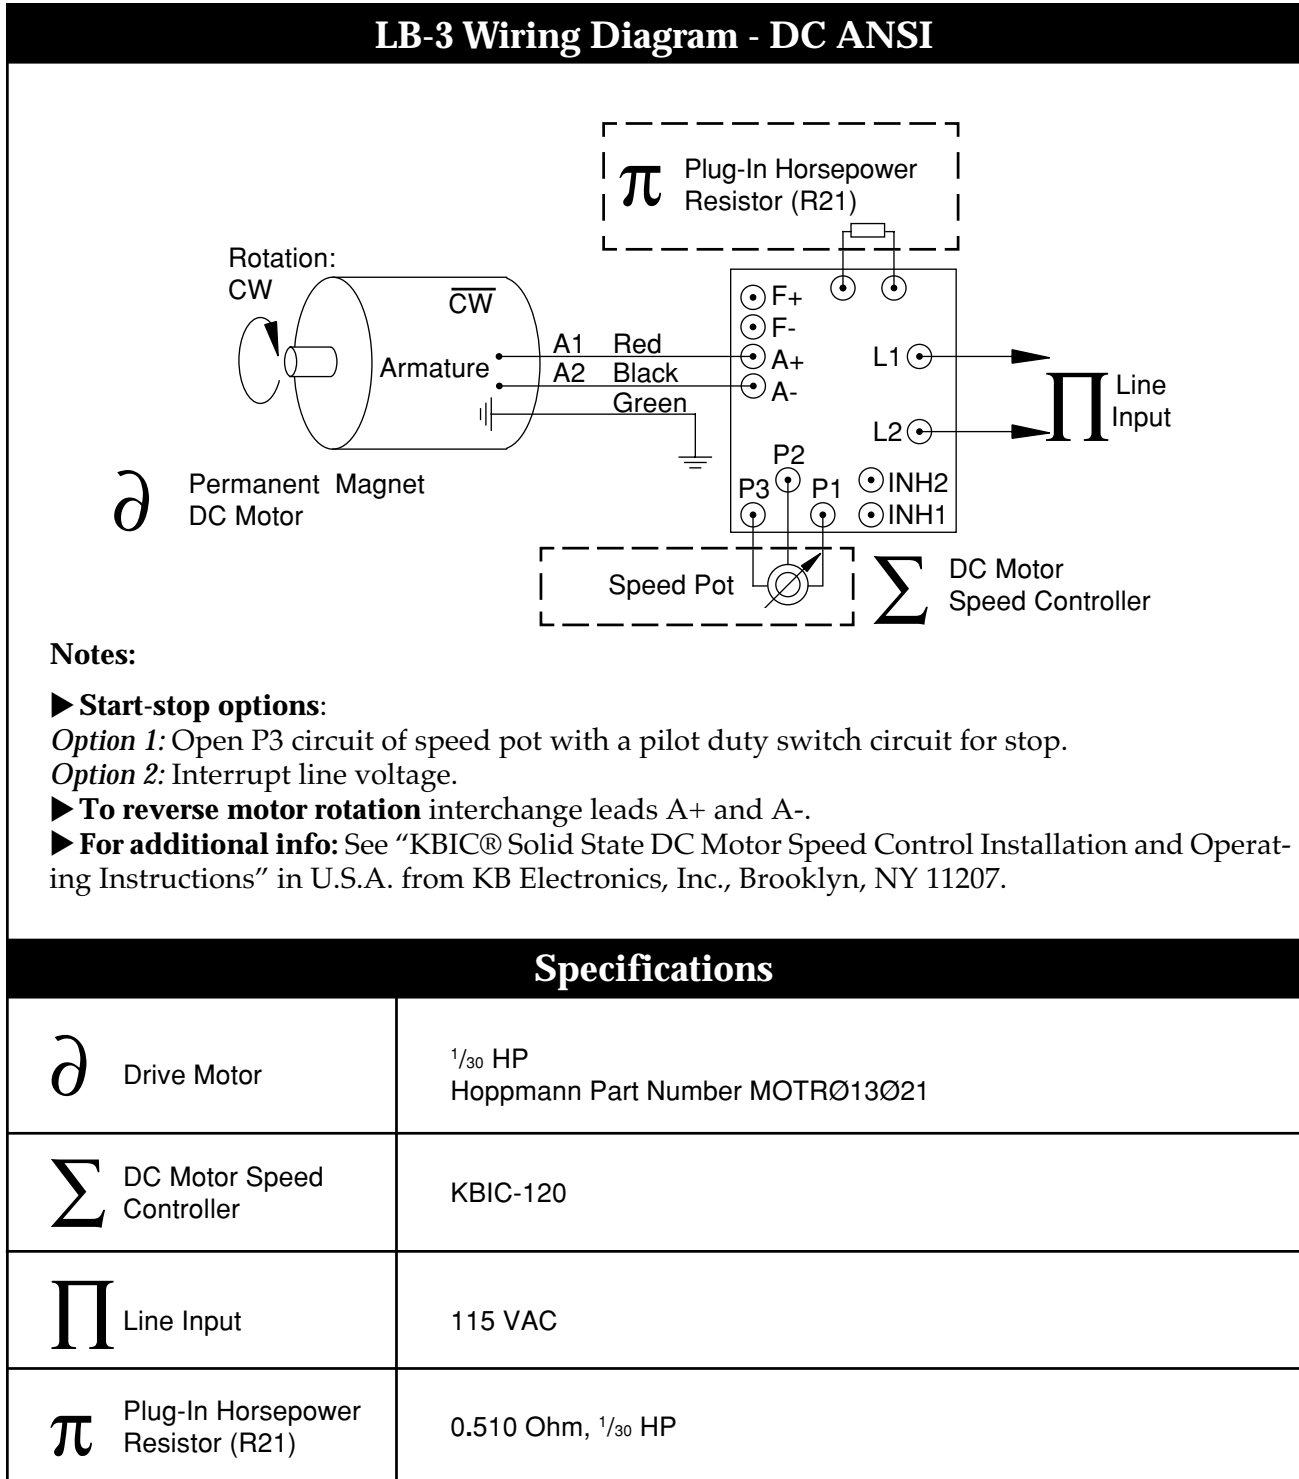 LB-3 Wiring Diagram - DC ANSI
π Plug-In Horsepower
Resistor (R21)
Rotation:
CW
CW
Armature
A1 Red
A2 Black
Green
F+
F-
A+
A-
L1
L2
∏ Line
Input
P2
P3
P1
INH2
INH1
∂ Permanent Magnet
DC Motor
Speed Pot
∑ DC Motor
Speed Controller
Notes:
▶ Start-stop options:
Option 1: Open P3 circuit of speed pot with a pilot duty switch circuit for stop.
Option 2: Interrupt line voltage.
▶ To reverse motor rotation interchange leads A+ and A-.
▶ For additional info: See “KBIC® Solid State DC Motor Speed Control Installation and Operat-
ing Instructions” in U.S.A. from KB Electronics, Inc., Brooklyn, NY 11207.
Specifications
∂ Drive Motor
1/30 HP
Hoppmann Part Number MOTRØ13Ø21
∑ DC Motor Speed
Controller
KBIC-120
∏ Line Input
115 VAC
π Plug-In Horsepower
Resistor (R21)
0.510 Ohm, 1/30 HP